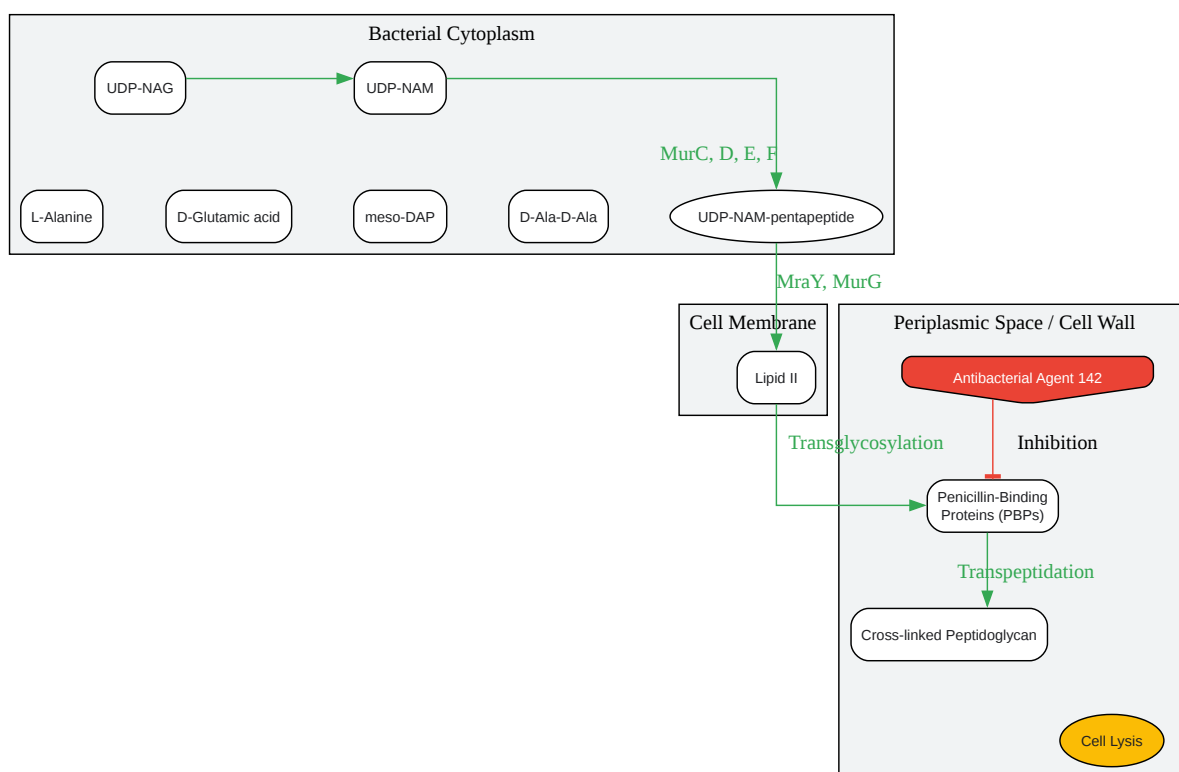 Bacterial Cytoplasm
UDP-NAG
UDP-NAM
MurC, D, E, F
L-Alanine
D-Glutamic acid
meso-DAP
D-Ala-D-Ala
UDP-NAM-pentapeptide
MraY, MurG
Cell Membrane
Periplasmic Space / Cell Wall
Lipid II
Antibacterial Agent 142
Transglycosylation
Inhibition
Penicillin-Binding
Proteins (PBPs)
Transpeptidation
Cross-linked Peptidoglycan
Cell Lysis